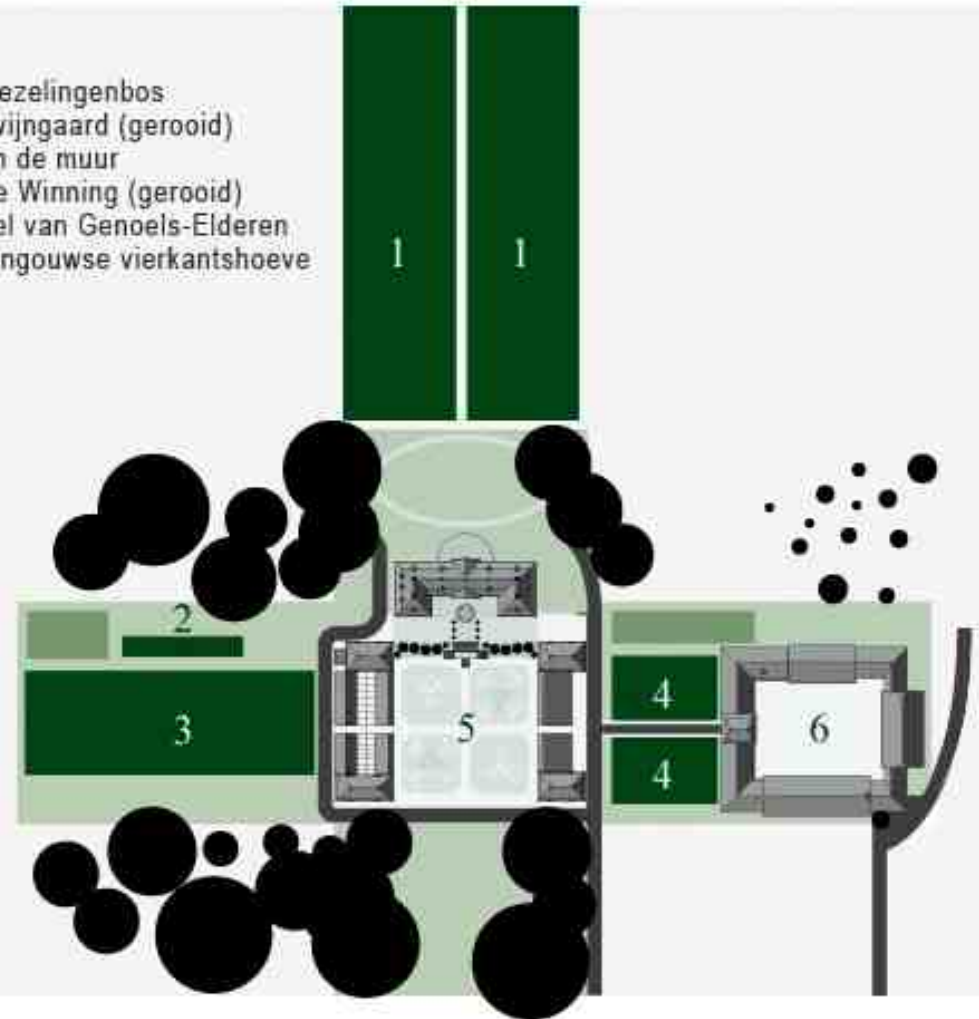 ezelingenbos
vijngaard (gerooid)
n de muur
e Winning (gerooid)
el van Genoels-Elderen
ngouwse vierkantshoeve
1 1
2
3
4
5
6
4